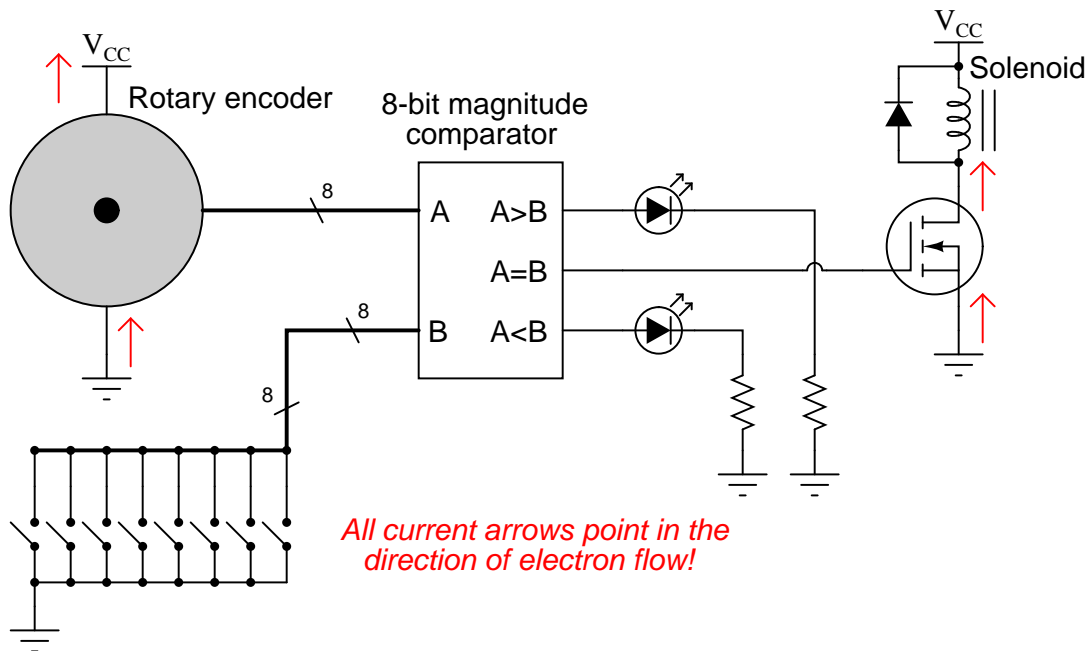 VCC
Rotary encoder
8-bit magnitude
comparator
VCC
Solenoid
8
A
A>B
A=B
8
B
A<B
8
All current arrows point in the
direction of electron flow!